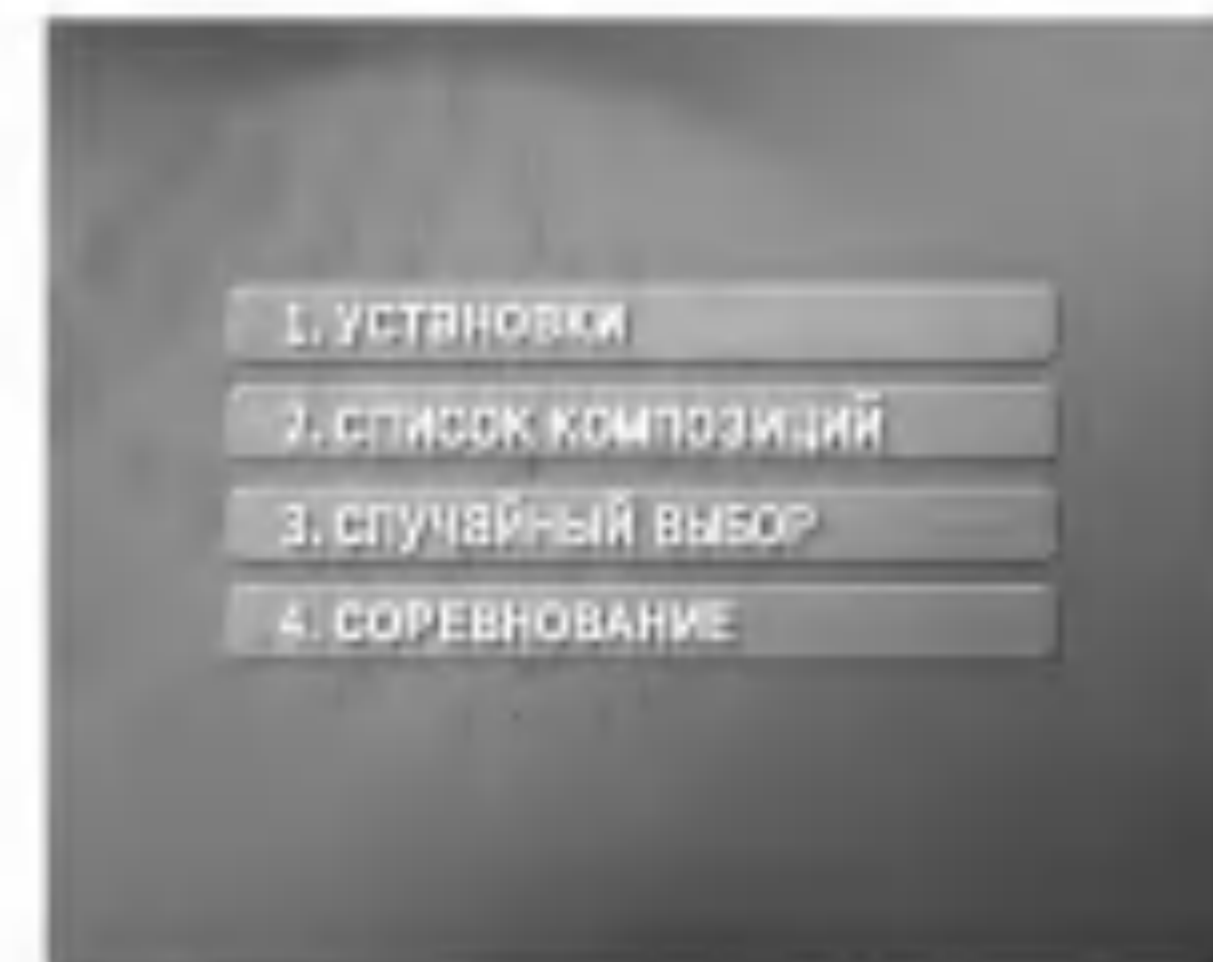 1. УСТАНОВКИ
2. СПИСОК КОМПОЗИЦИЙ
3. СЛУЧАЙНЫЙ ВЫБОР
4. СОРЕВНОВАНИЕ